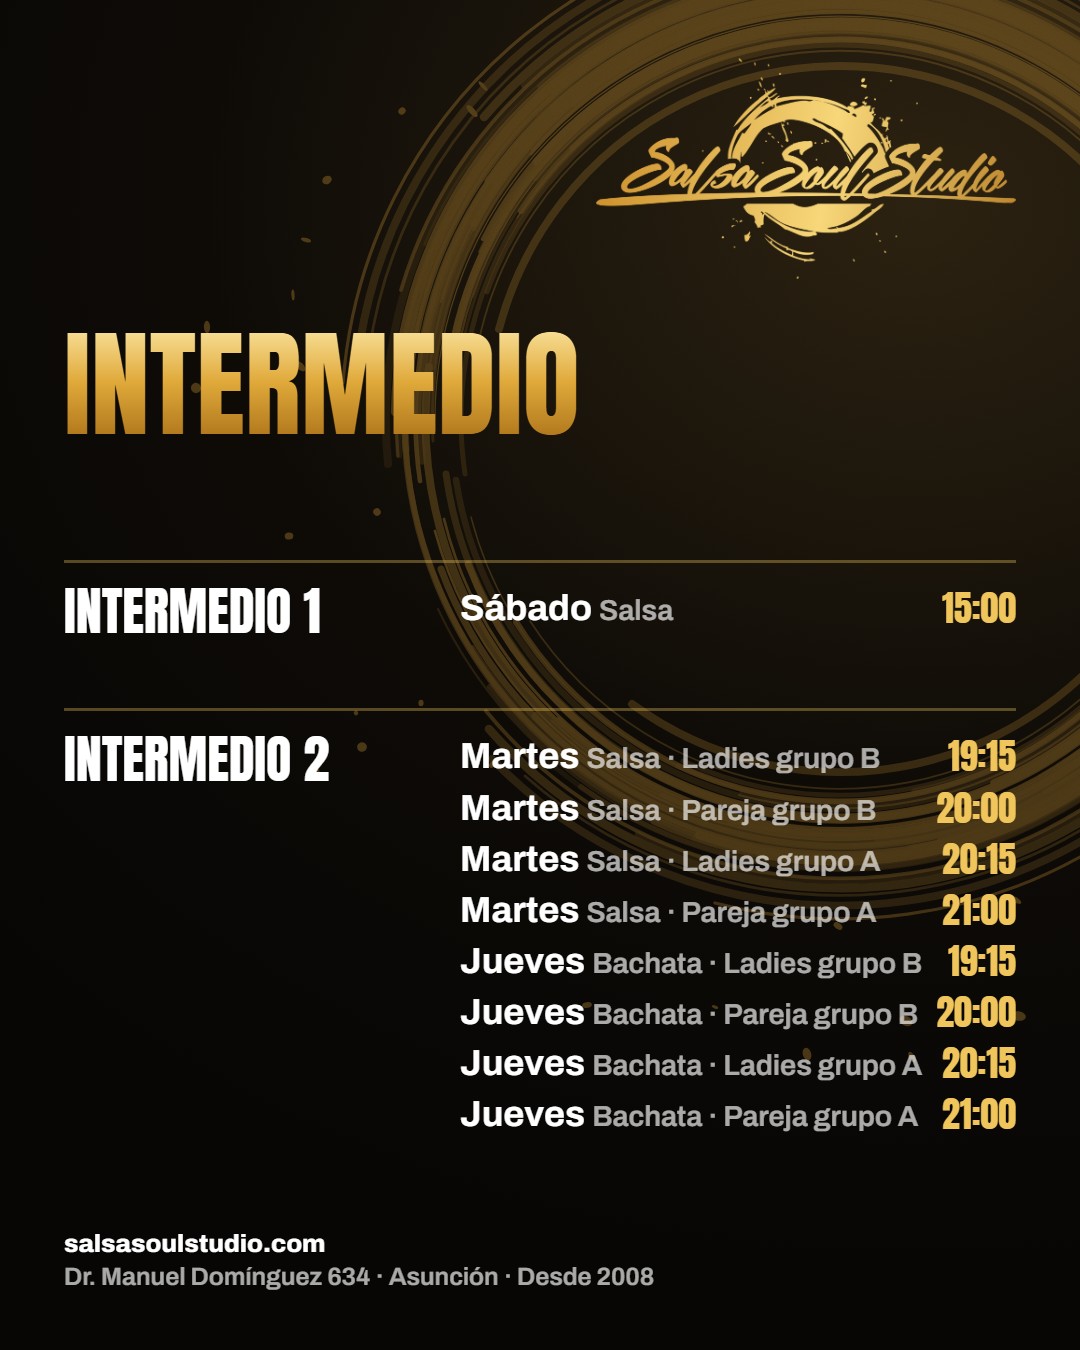 Salsa Soul Studio
INTERMEDIO
INTERMEDIO 1
Sábado Salsa 15:00
INTERMEDIO 2
Martes Salsa · Ladies grupo B 19:15
Martes Salsa · Pareja grupo B 20:00
Martes Salsa · Ladies grupo A 20:15
Martes Salsa · Pareja grupo A 21:00
Jueves Bachata · Ladies grupo B 19:15
Jueves Bachata · Pareja grupo B 20:00
Jueves Bachata · Ladies grupo A 20:15
Jueves Bachata · Pareja grupo A 21:00
salsasoulstudio.com
Dr. Manuel Domínguez 634 · Asunción · Desde 2008